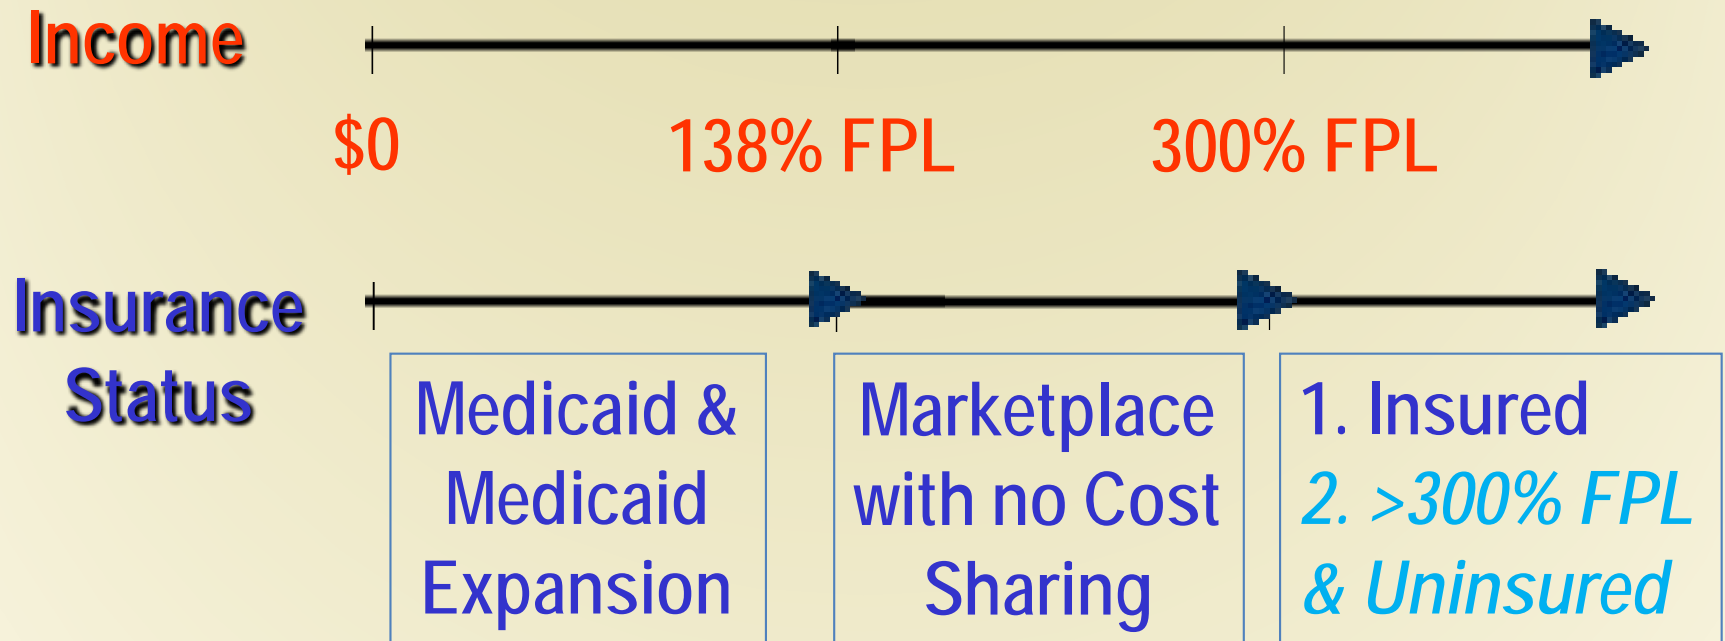 Income
$0 138% FPL 300% FPL
Insurance
Status
Medicaid &
Medicaid
Expansion
Marketplace
with no Cost
Sharing
1. Insured
2. >300% FPL
& Uninsured